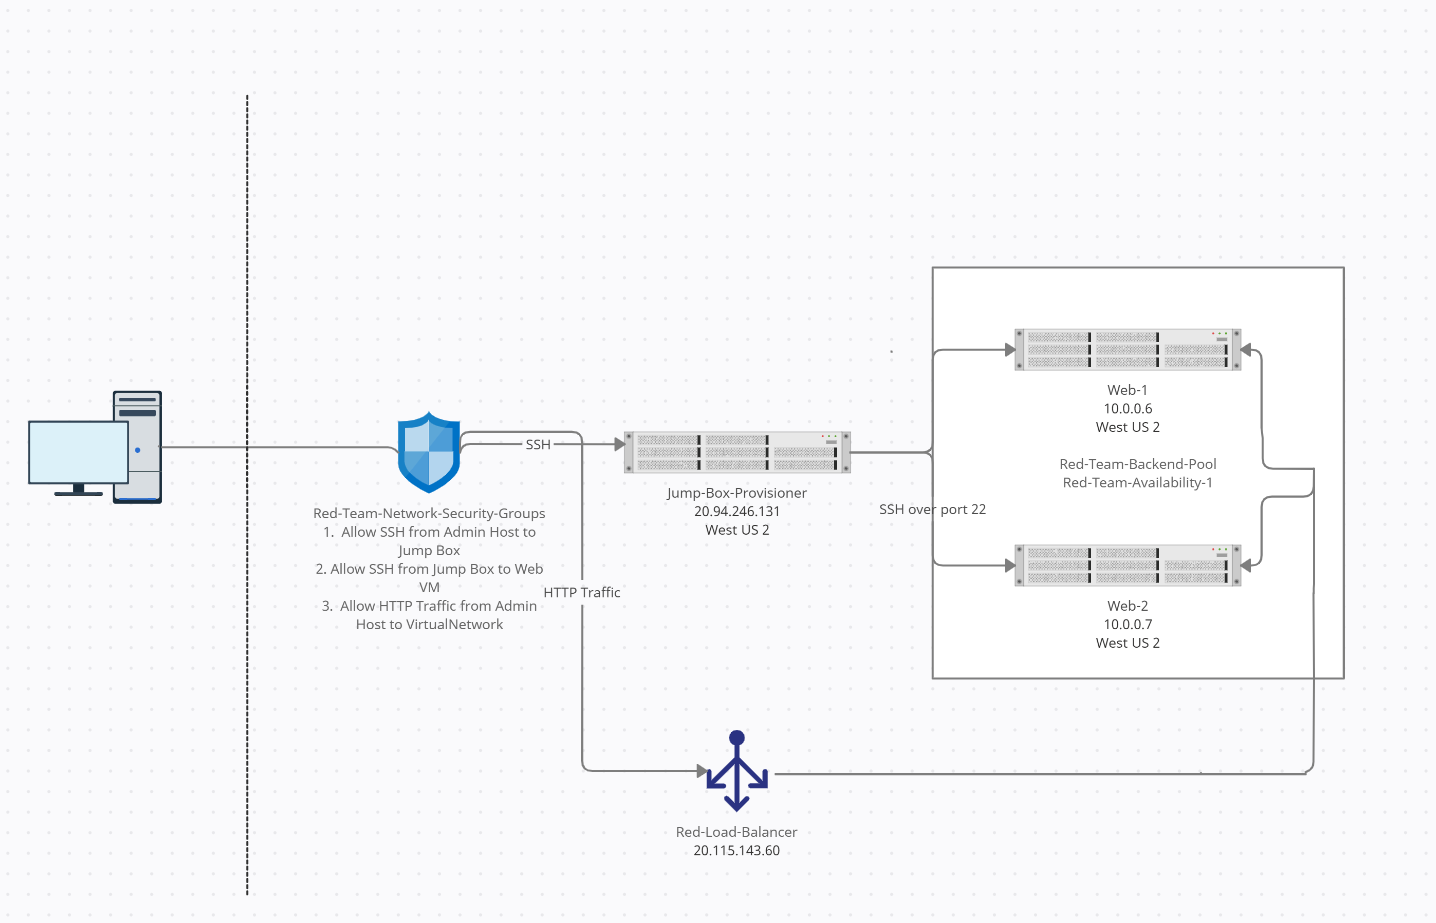 Red-Team-Network-Security-Groups
1. Allow SSH from Admin Host to
Jump Box
2. Allow SSH from Jump Box to Web
VM
3. Allow HTTP Traffic from Admin
Host to VirtualNetwork
SSH
HTTP Traffic
Jump-Box-Provisioner
20.94.246.131
West US 2
SSH over port 22
Web-1
10.0.0.6
West US 2
Red-Team-Backend-Pool
Red-Team-Availability-1
Web-2
10.0.0.7
West US 2
Red-Load-Balancer
20.115.143.60